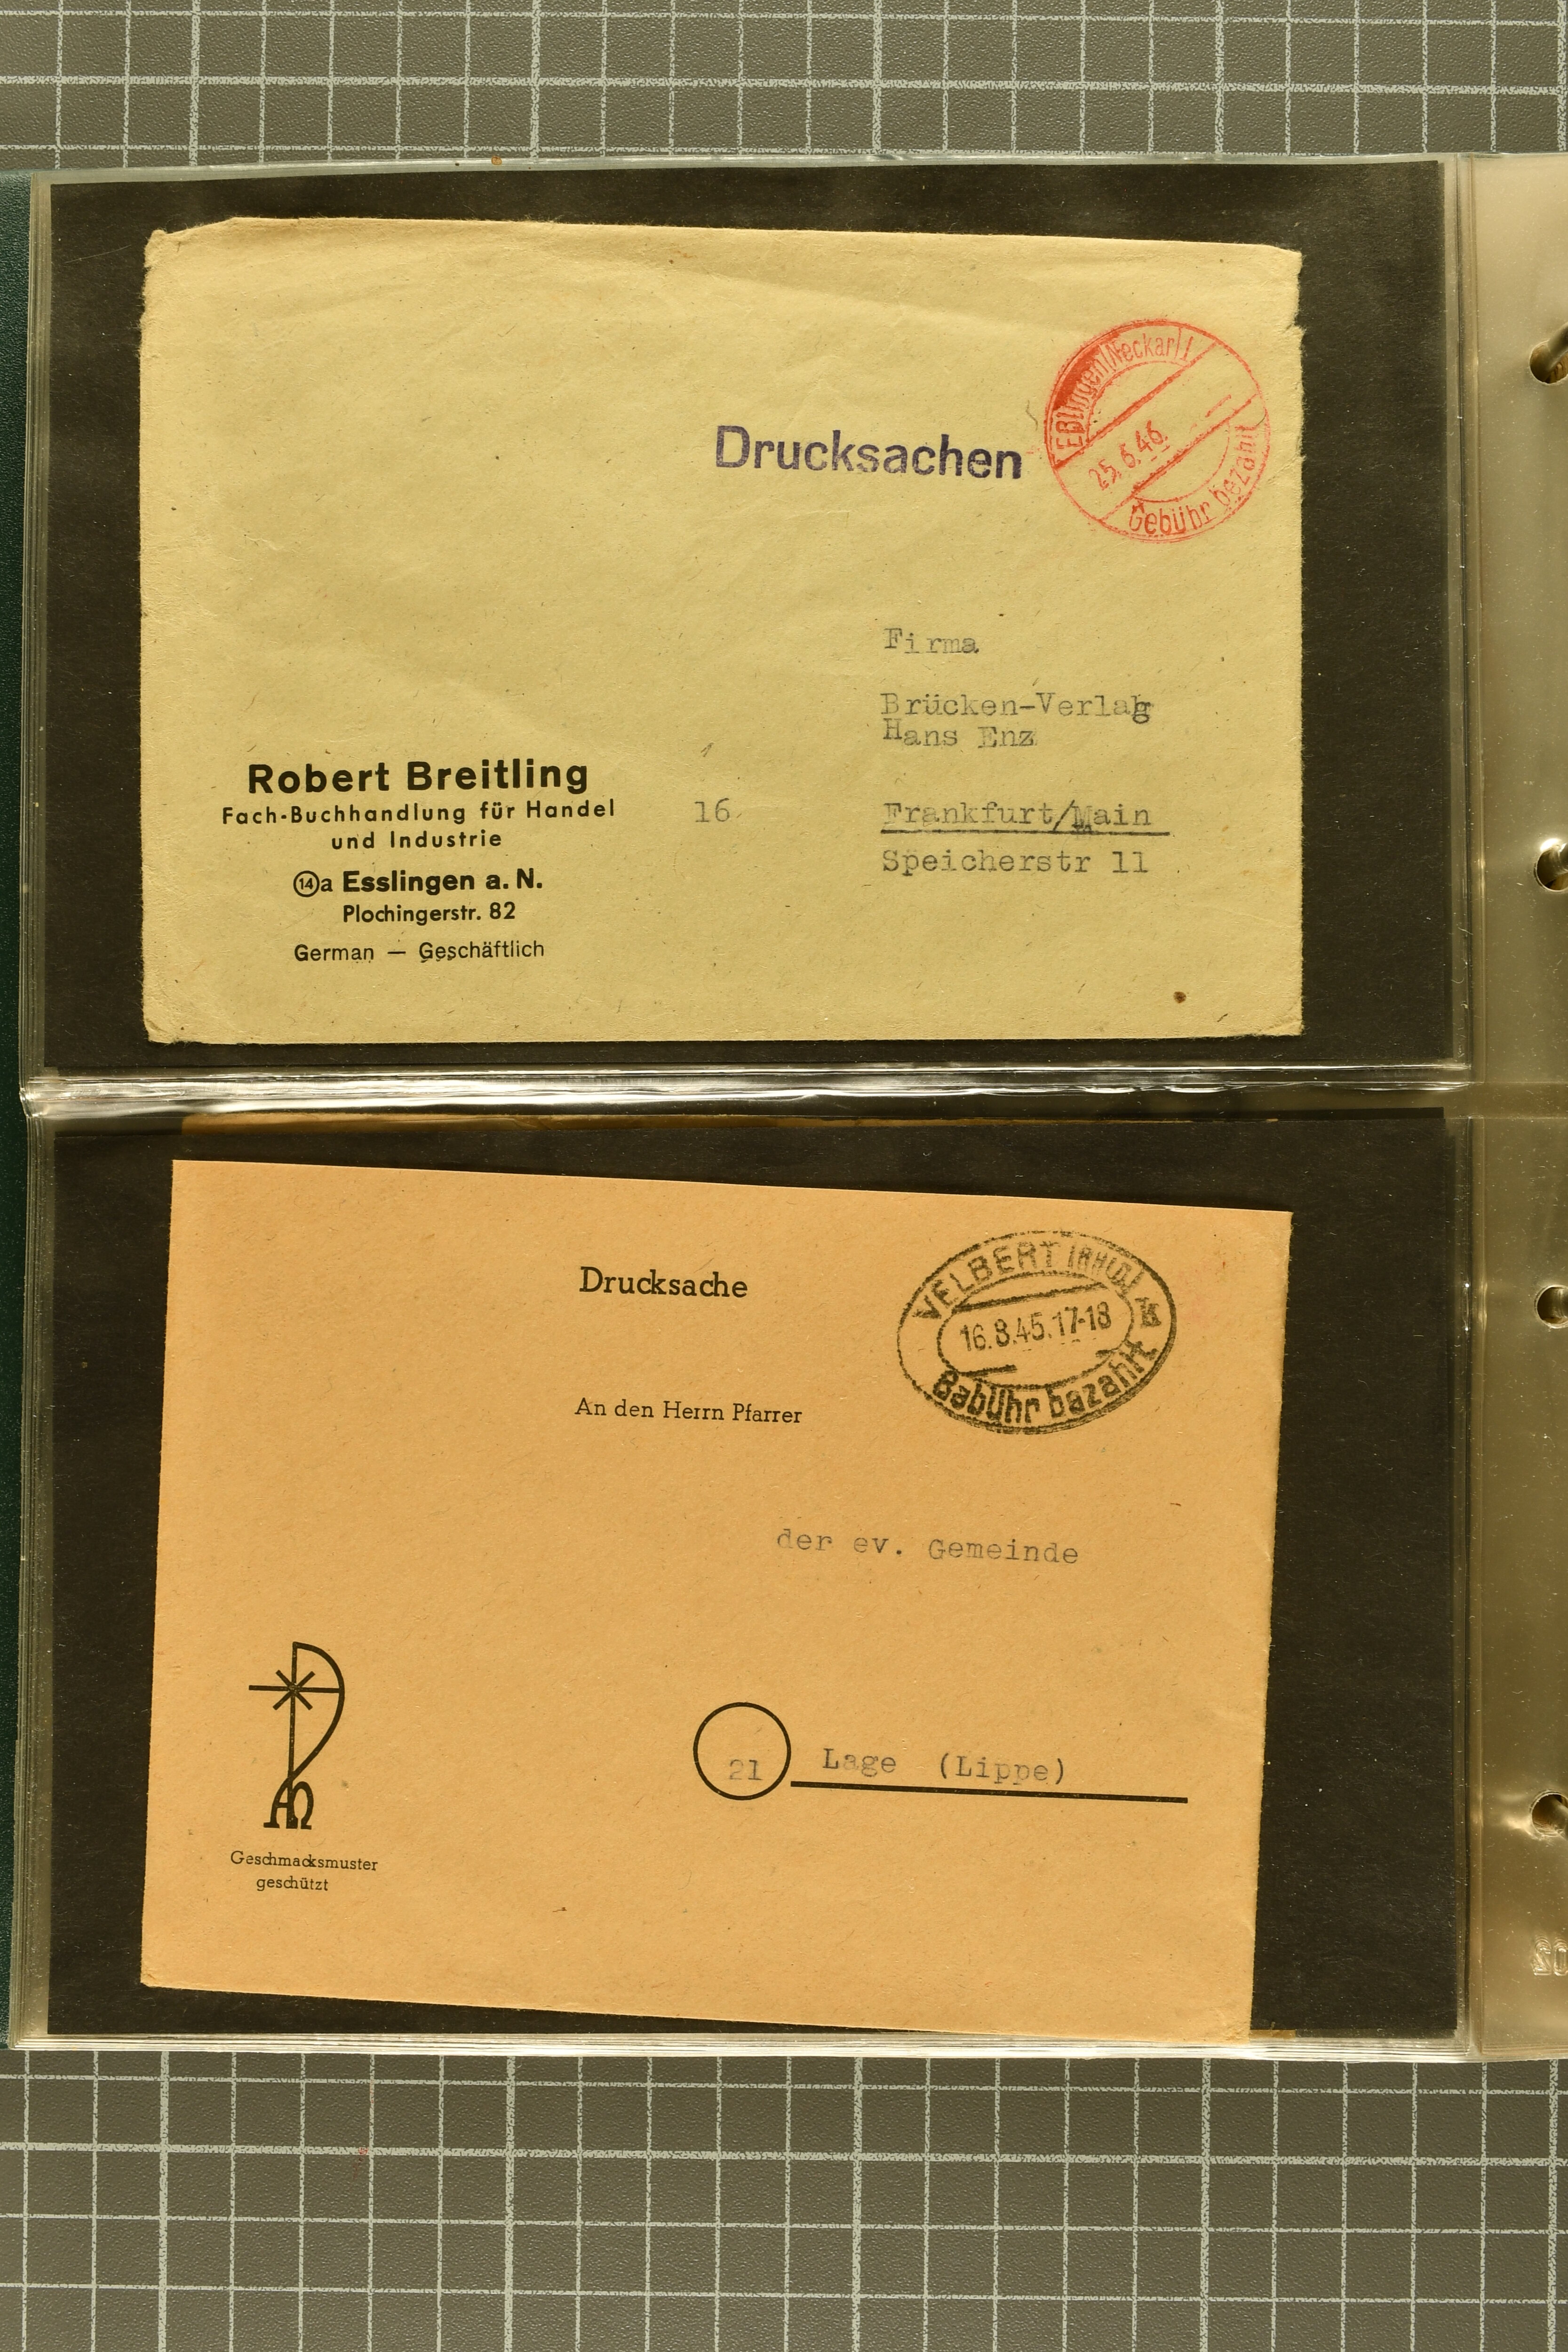 Drucksachen
Eßlingen (Neckar) 1
25.6.46
Gebühr bezahlt
Firma
Brücken-Verlag
Hans Enz
16 Frankfurt/Main
Speicherstr 11
Robert Breitling
Fach-Buchhandlung für Handel
und Industrie
14a Esslingen a. N.
Plochingerstr. 82
German — Geschäftlich
Drucksache
VELBERT (RHLD)
16.8.45.17-18
bezahlt
An den Herrn Pfarrer
der ev. Gemeinde
21 Lage (Lippe)
Geschmacksmuster
geschützt